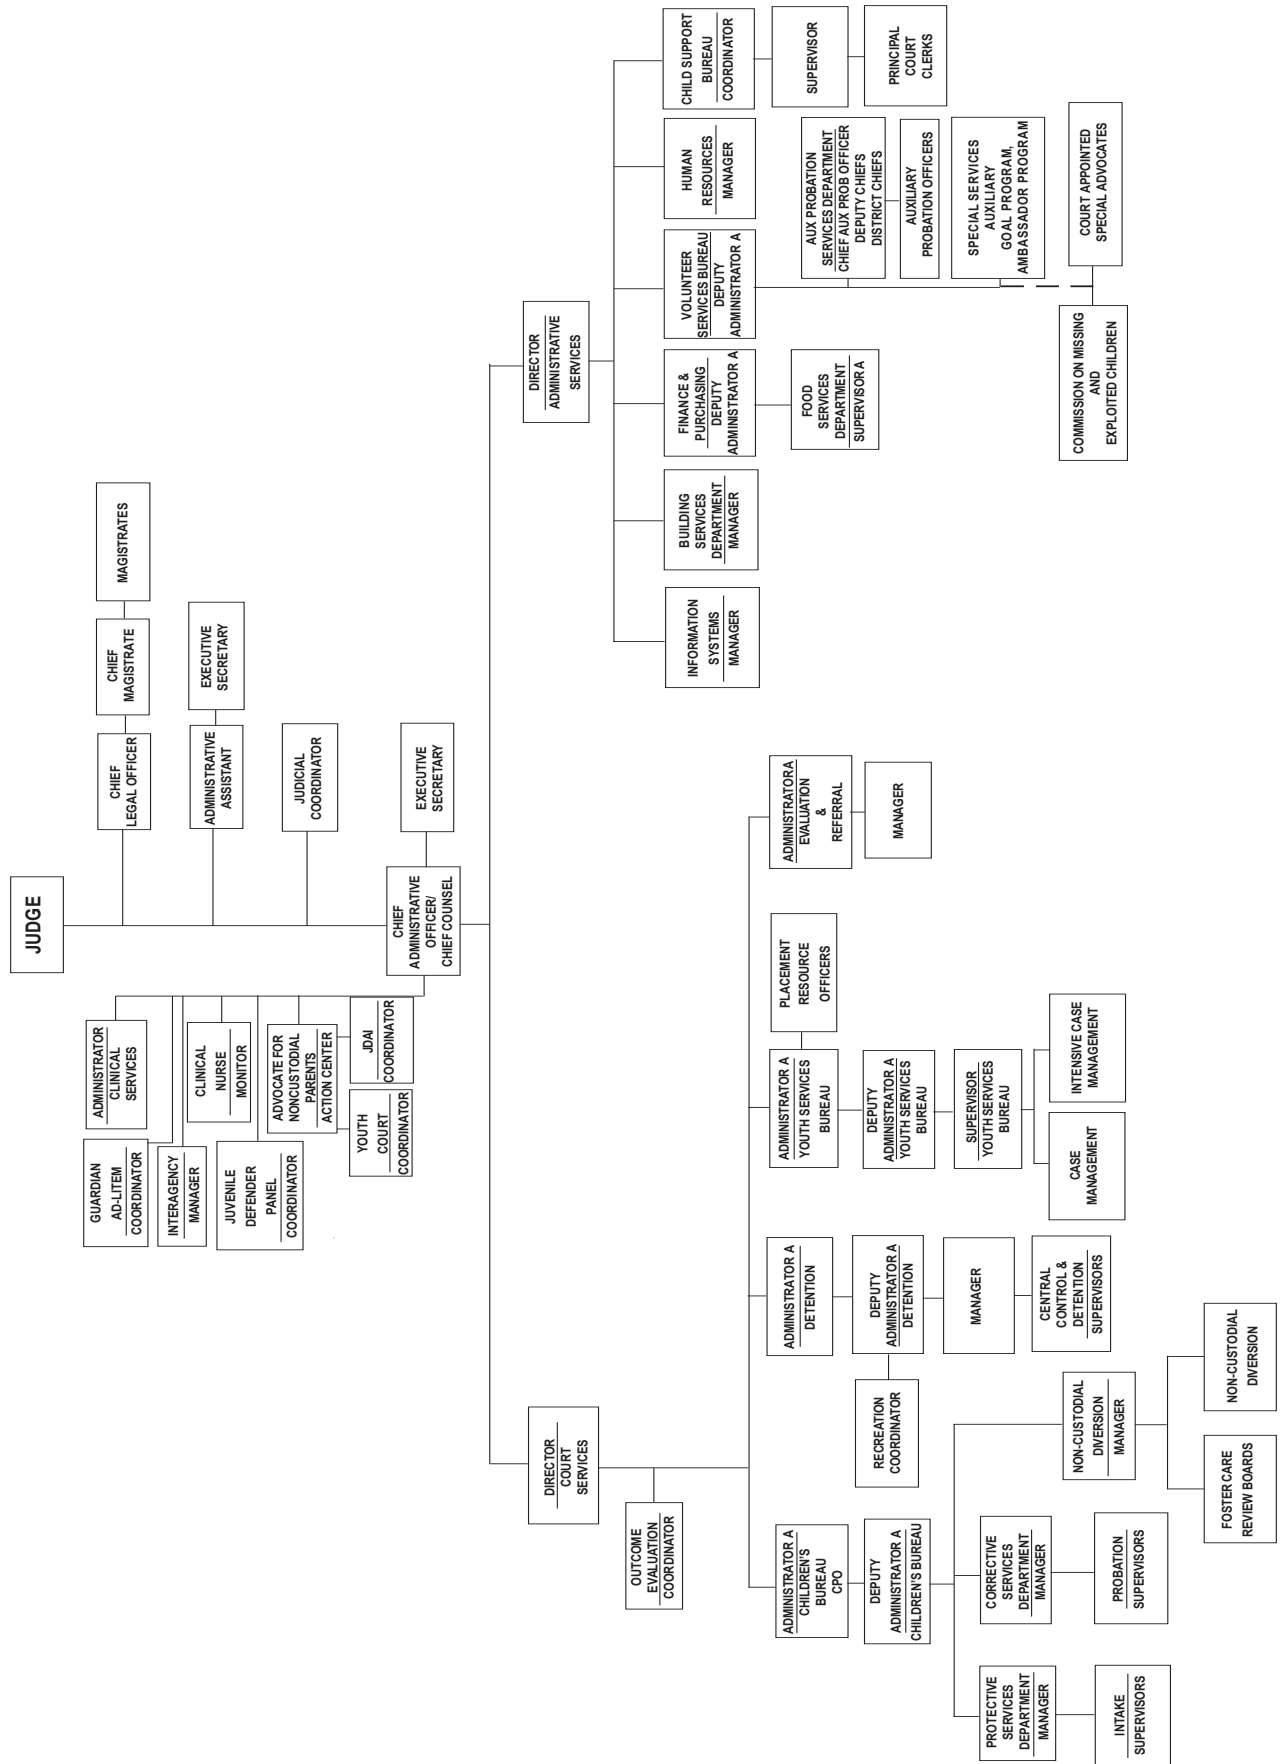 JUDGE
CHIEF
LEGAL OFFICER
CHIEF
MAGISTRATE
MAGISTRATES
ADMINISTRATIVE
ASSISTANT
EXECUTIVE
SECRETARY
JUDICIAL
COORDINATOR
CHIEF
ADMINISTRATIVE
OFFICER/
CHIEF COUNSEL
EXECUTIVE
SECRETARY
ADMINISTRATOR
CLINICAL
SERVICES
GUARDIAN
AD-LITEM
COORDINATOR
INTERAGENCY
MANAGER
CLINICAL
NURSE
MONITOR
JUVENILE
DEFENDER
PANEL
COORDINATOR
ADVOCATE FOR
NONCUSTODIAL
PARENTS
ACTION CENTER
YOUTH
COURT
COORDINATOR
JDAI
COORDINATOR
DIRECTOR
COURT
SERVICES
OUTCOME
EVALUATION
COORDINATOR
DIRECTOR
ADMINISTRATIVE
SERVICES
ADMINISTRATOR A
CHILDREN'S
BUREAU
CPO
DEPUTY
ADMINISTRATOR A
CHILDREN'S BUREAU
PROTECTIVE
SERVICES
DEPARTMENT
MANAGER
INTAKE
SUPERVISORS
CORRECTIVE
SERVICES
DEPARTMENT
MANAGER
PROBATION
SUPERVISORS
NON-CUSTODIAL
DIVERSION
MANAGER
FOSTER CARE
REVIEW BOARDS
NON-CUSTODIAL
DIVERSION
ADMINISTRATOR A
DETENTION
DEPUTY
ADMINISTRATOR A
DETENTION
RECREATION
COORDINATOR
MANAGER
CENTRAL
CONTROL &
DETENTION
SUPERVISORS
ADMINISTRATOR A
YOUTH SERVICES
BUREAU
PLACEMENT
RESOURCE
OFFICERS
DEPUTY
ADMINISTRATOR A
YOUTH SERVICES
BUREAU
SUPERVISOR
YOUTH SERVICES
BUREAU
CASE
MANAGEMENT
INTENSIVE CASE
MANAGEMENT
ADMINISTRATORA
EVALUATION
&
REFERRAL
MANAGER
INFORMATION
SYSTEMS
MANAGER
BUILDING
SERVICES
DEPARTMENT
MANAGER
FINANCE &
PURCHASING
DEPUTY
ADMINISTRATOR A
FOOD
SERVICES
DEPARTMENT
SUPERVISOR A
VOLUNTEER
SERVICES BUREAU
DEPUTY
ADMINISTRATOR A
AUX PROBATION
SERVICES DEPARTMENT
CHIEF AUX PROB OFFICER
DEPUTY CHIEFS
DISTRICT CHIEFS
AUXILIARY
PROBATION OFFICERS
SPECIAL SERVICES
AUXILIARY
GOAL PROGRAM,
AMBASSADOR PROGRAM
COMMISSION ON MISSING
AND
EXPLOITED CHILDREN
COURT APPOINTED
SPECIAL ADVOCATES
HUMAN
RESOURCES
MANAGER
CHILD SUPPORT
BUREAU
COORDINATOR
SUPERVISOR
PRINCIPAL
COURT
CLERKS